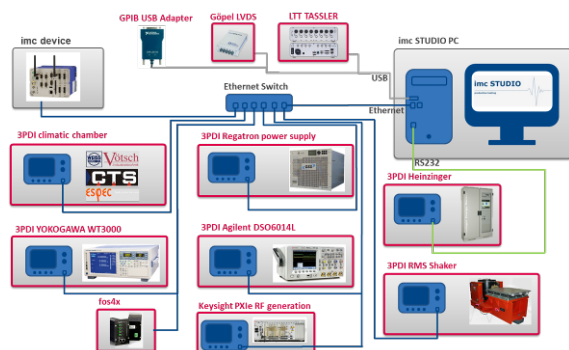 GPIB USB Adapter
Göpel LVDS
LTT TASSLER
imc device
imc STUDIO PC
USB
imc STUDIO
Ethernet Switch
Ethernet
RS232
3PDI climatic chamber
Vötsch
CTS
ESPEC
3PDI Regatron power supply
3PDI Heinzinger
3PDI YOKOGAWA WT3000
3PDI Agilent DSO6014L
3PDI RMS Shaker
fos4x
Keysight PXIe RF generation